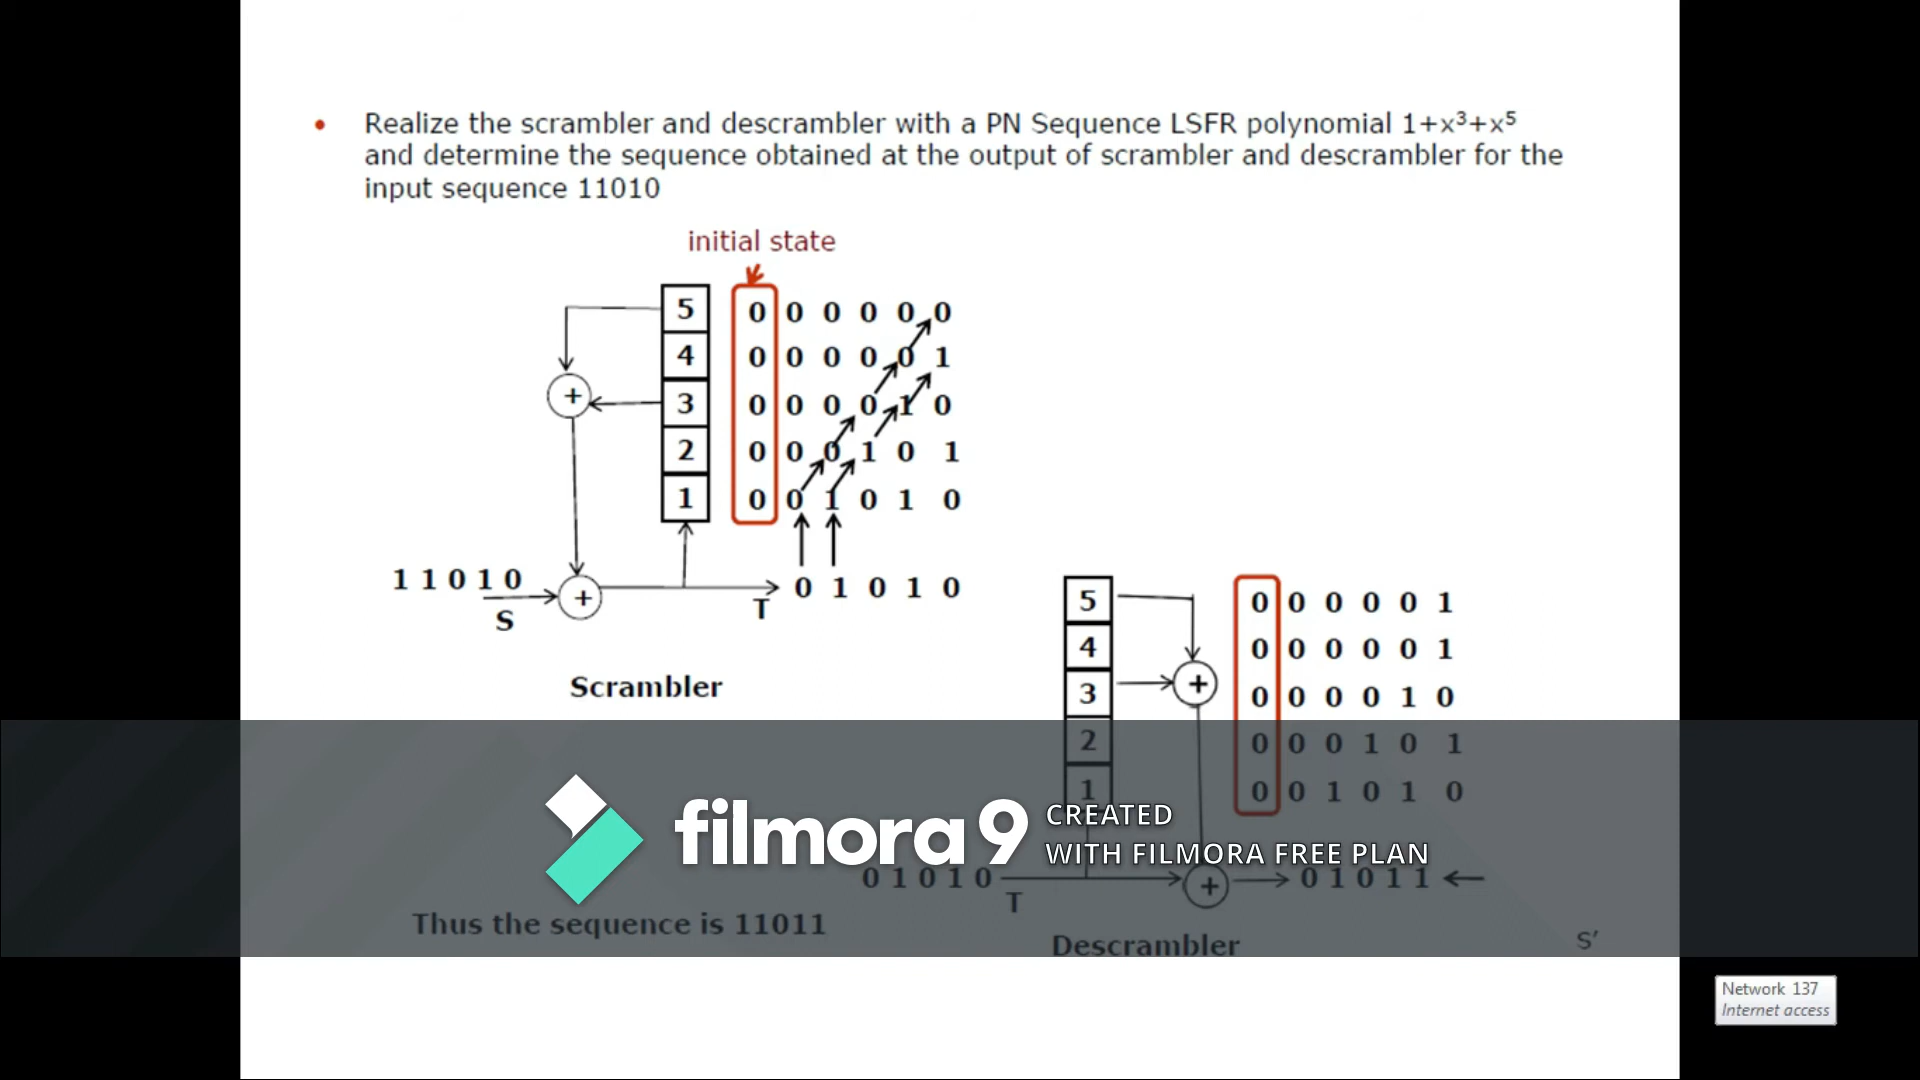 • Realize the scrambler and descrambler with a PN Sequence LSFR polynomial 1+x³+x⁵
and determine the sequence obtained at the output of scrambler and descrambler for the
input sequence 11010
initial state
5 0 0 0 0 0 0
4 0 0 0 0 0 1
+
3 0 0 0 0 1 0
2 0 0 0 1 0 1
1 0 0 1 0 1 0
1 1 0 1 0
+
S
T
0 1 0 1 0
Scrambler
5 0 0 0 0 0 1
4 0 0 0 0 0 1
+
3 0 0 0 0 1 0
2 0 0 0 1 0 1
1 0 0 1 0 1 0
filmora9
CREATED
WITH FILMORA FREE PLAN
0 1 0 1 0
T
+
0 1 0 1 1
Thus the sequence is 11011
Descrambler
S'
Network 137
Internet access